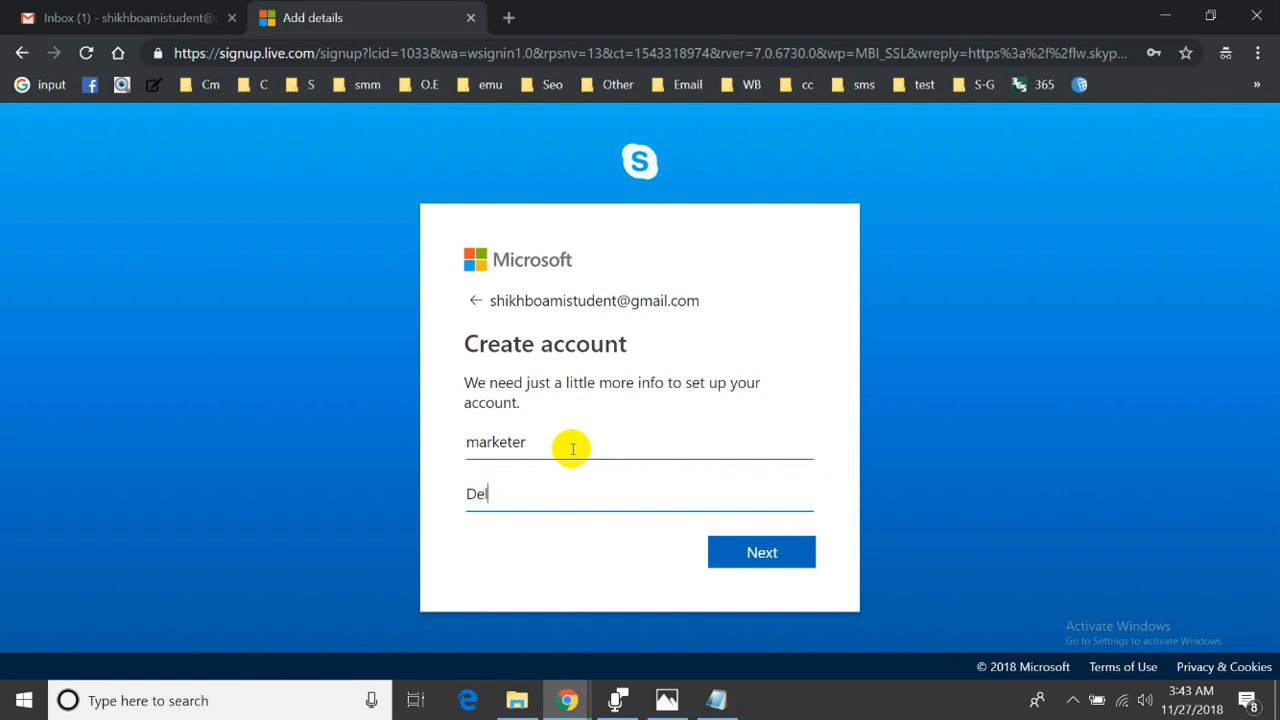 Inbox (1) - shikhboamistudent@g
Add details
https://signup.live.com/signup?lcid=1033&wa=wsignin1.0&rpsnv=13&ct=1543318974&rver=7.0.6730.0&wp=MBI_SSL&wreply=https%3a%2f%2flw.skyp...
input
Cm
C
S
smm
O.E
emu
Seo
Other
Email
WB
cc
sms
test
S-G
365
»
S
Microsoft
← shikhboamistudent@gmail.com
Create account
We need just a little more info to set up your
account.
marketer
Del
Next
Activate Windows
Go to Settings to activate Windows.
© 2018 Microsoft
Terms of Use
Privacy & Cookies
Type here to search
3:43 AM
11/27/2018
8